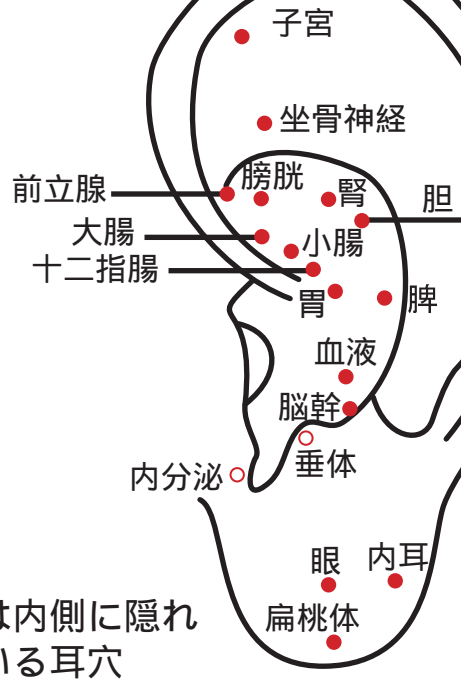 子宮
坐骨神経
膀胱
前立腺
腎
胆
大腸
小腸
十二指腸
胃
脾
血液
脳幹
垂体
内分泌
眼
内耳
扁桃体
は内側に隠れ
いる耳穴